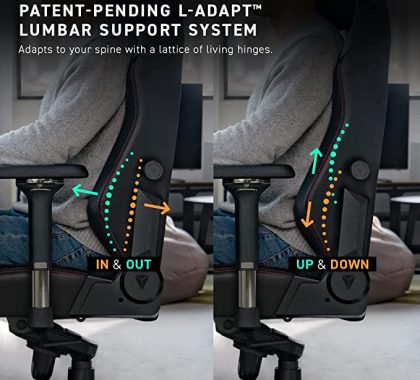 PATENT-PENDING L-ADAPT™
LUMBAR SUPPORT SYSTEM
Adapts to your spine with a lattice of living hinges.
IN & OUT
UP & DOWN